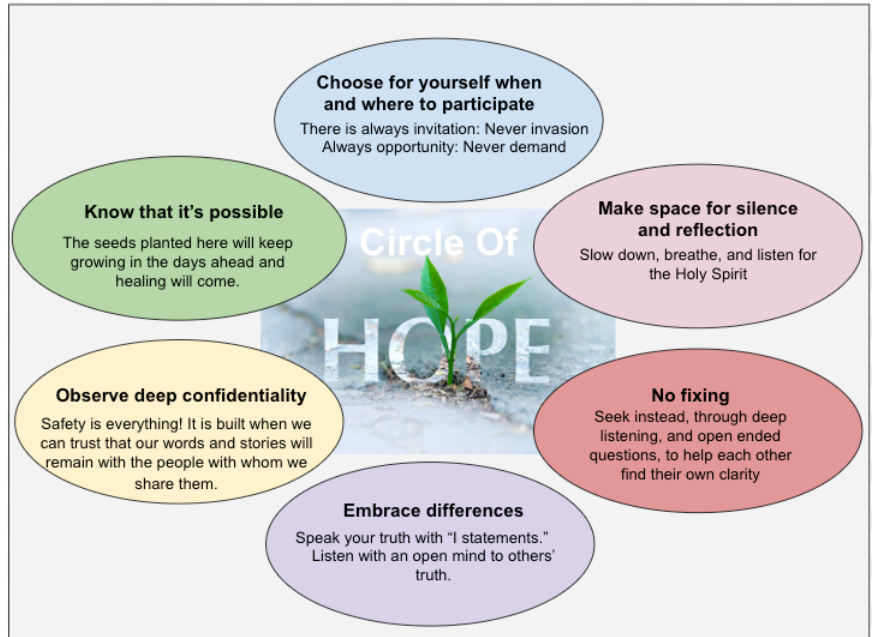 Choose for yourself when
and where to participate
There is always invitation: Never invasion
Always opportunity: Never demand
Make space for silence
and reflection
Slow down, breathe, and listen for
the Holy Spirit
No fixing
Seek instead, through deep
listening, and open ended
questions, to help each other
find their own clarity
Embrace differences
Speak your truth with “I statements.”
Listen with an open mind to others’
truth.
Observe deep confidentiality
Safety is everything! It is built when we
can trust that our words and stories will
remain with the people with whom we
share them.
Know that it’s possible
The seeds planted here will keep
growing in the days ahead and
healing will come.
Circle Of
HOPE